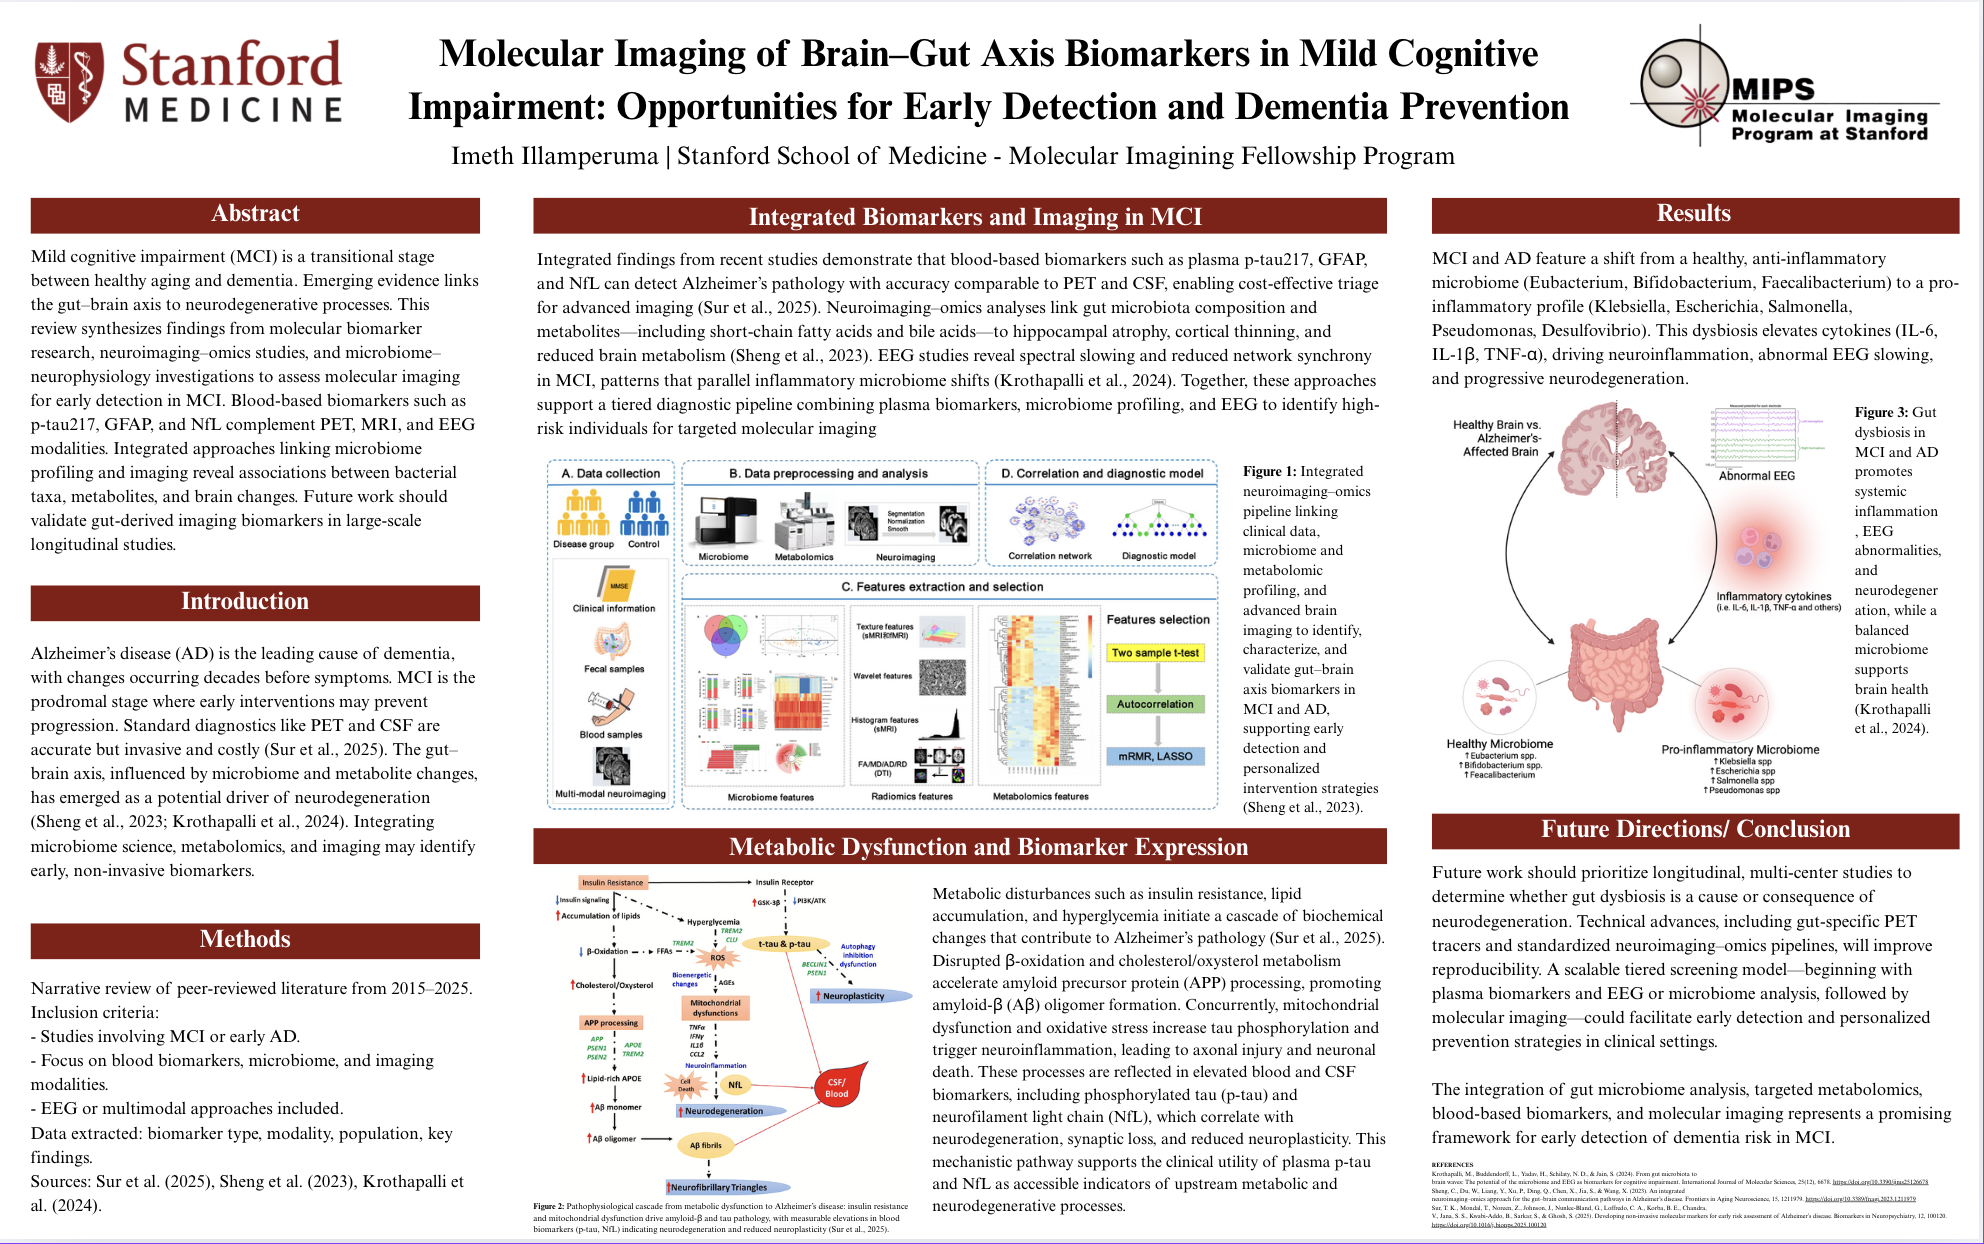 Stanford
MEDICINE
Molecular Imaging of Brain–Gut Axis Biomarkers in Mild Cognitive
Impairment: Opportunities for Early Detection and Dementia Prevention
Imeth Illamperuma | Stanford School of Medicine - Molecular Imagining Fellowship Program
MIPS
Molecular Imaging
Program at Stanford
Abstract
Mild cognitive impairment (MCI) is a transitional stage
between healthy aging and dementia. Emerging evidence links
the gut–brain axis to neurodegenerative processes. This
review synthesizes findings from molecular biomarker
research, neuroimaging–omics studies, and microbiome–
neurophysiology investigations to assess molecular imaging
for early detection in MCI. Blood-based biomarkers such as
p-tau217, GFAP, and NfL complement PET, MRI, and EEG
modalities. Integrated approaches linking microbiome
profiling and imaging reveal associations between bacterial
taxa, metabolites, and brain changes. Future work should
validate gut-derived imaging biomarkers in large-scale
longitudinal studies.
Introduction
Alzheimer's disease (AD) is the leading cause of dementia,
with changes occurring decades before symptoms. MCI is the
prodromal stage where early interventions may prevent
progression. Standard diagnostics like PET and CSF are
accurate but invasive and costly (Sur et al., 2025). The gut–
brain axis, influenced by microbiome and metabolite changes,
has emerged as a potential driver of neurodegeneration
(Sheng et al., 2023; Krothapalli et al., 2024). Integrating
microbiome science, metabolomics, and imaging may identify
early, non-invasive biomarkers.
Methods
Narrative review of peer-reviewed literature from 2015–2025.
Inclusion criteria:
- Studies involving MCI or early AD.
- Focus on blood biomarkers, microbiome, and imaging
modalities.
- EEG or multimodal approaches included.
Data extracted: biomarker type, modality, population, key
findings.
Sources: Sur et al. (2025), Sheng et al. (2023), Krothapalli et
al. (2024).
Integrated Biomarkers and Imaging in MCI
Integrated findings from recent studies demonstrate that blood-based biomarkers such as plasma p-tau217, GFAP,
and NfL can detect Alzheimer's pathology with accuracy comparable to PET and CSF, enabling cost-effective triage
for advanced imaging (Sur et al., 2025). Neuroimaging–omics analyses link gut microbiota composition and
metabolites—including short-chain fatty acids and bile acids—to hippocampal atrophy, cortical thinning, and
reduced brain metabolism (Sheng et al., 2023). EEG studies reveal spectral slowing and reduced network synchrony
in MCI, patterns that parallel inflammatory microbiome shifts (Krothapalli et al., 2024). Together, these approaches
support a tiered diagnostic pipeline combining plasma biomarkers, microbiome profiling, and EEG to identify high-
risk individuals for targeted molecular imaging
A. Data collection
Disease group Control
Clinical information
MMSE
Fecal samples
Blood samples
Multi-modal neuroimaging
B. Data preprocessing and analysis
Segmentation
Normalization
Smooth
Microbiome Metabolomics Neuroimaging
D. Correlation and diagnostic model
Correlation network Diagnostic model
C. Features extraction and selection
Texture features
(sMRI&fMRI)
Wavelet features
Histogram features
(sMRI)
FA/MD/AD/RD
(DTI)
Microbiome features Radiomics features Metabolomics features
Features selection
Two sample t-test
Autocorrelation
mRMR, LASSO
Figure 1: Integrated
neuroimaging–omics
pipeline linking
clinical data,
microbiome and
metabolomic
profiling, and
advanced brain
imaging to identify,
characterize, and
validate gut–brain
axis biomarkers in
MCI and AD,
supporting early
detection and
personalized
intervention strategies
(Sheng et al., 2023).
Metabolic Dysfunction and Biomarker Expression
Insulin Resistance Insulin Receptor
↓Insulin signaling
↑GSK-3β ↓PI3K/ATK
↑Accumulation of lipids
Hyperglycemia
TREM2
CLU
t-tau & p-tau
↓ β-Oxidation FFAs
TREM2
ROS
Autophagy
inhibition
dysfunction
BECLIN1
PSEN1
Bioenergetic
changes
AGEs
↑Cholesterol/Oxysterol
↑ Neuroplasticity
Mitochondrial
dysfunctions
APP processing
APP
PSEN1
PSEN2
APOE
TREM2
TNFα
IFNγ
IL1β
CCL2
Neuroinflammation
↑Lipid-rich APOE
Cell
Death
NfL
CSF/
Blood
↑Aβ monomer
↑ Neurodegeneration
↑Aβ oligomer
Aβ fibrils
↑Neurofibrillary Triangles
Figure 2: Pathophysiological cascade from metabolic dysfunction to Alzheimer's disease: insulin resistance
and mitochondrial dysfunction drive amyloid-β and tau pathology, with measurable elevations in blood
biomarkers (p-tau, NfL) indicating neurodegeneration and reduced neuroplasticity (Sur et al., 2025).
Metabolic disturbances such as insulin resistance, lipid
accumulation, and hyperglycemia initiate a cascade of biochemical
changes that contribute to Alzheimer's pathology (Sur et al., 2025).
Disrupted β-oxidation and cholesterol/oxysterol metabolism
accelerate amyloid precursor protein (APP) processing, promoting
amyloid-β (Aβ) oligomer formation. Concurrently, mitochondrial
dysfunction and oxidative stress increase tau phosphorylation and
trigger neuroinflammation, leading to axonal injury and neuronal
death. These processes are reflected in elevated blood and CSF
biomarkers, including phosphorylated tau (p-tau) and
neurofilament light chain (NfL), which correlate with
neurodegeneration, synaptic loss, and reduced neuroplasticity. This
mechanistic pathway supports the clinical utility of plasma p-tau
and NfL as accessible indicators of upstream metabolic and
neurodegenerative processes.
Results
MCI and AD feature a shift from a healthy, anti-inflammatory
microbiome (Eubacterium, Bifidobacterium, Faecalibacterium) to a pro-
inflammatory profile (Klebsiella, Escherichia, Salmonella,
Pseudomonas, Desulfovibrio). This dysbiosis elevates cytokines (IL-6,
IL-1β, TNF-α), driving neuroinflammation, abnormal EEG slowing,
and progressive neurodegeneration.
Healthy Brain vs.
Alzheimer's-
Affected Brain
Abnormal EEG
Inflammatory cytokines
(i.e. IL-6, IL-1β, TNF-α and others)
Healthy Microbiome
↑Eubacterium spp.
↑Bifidobacterium spp.
↑Feacalibacterium
Pro-inflammatory Microbiome
↑Klebsiella spp
↑Escherichia spp
↑Salmonella spp
↑Pseudomonas spp
Figure 3: Gut
dysbiosis in
MCI and AD
promotes
systemic
inflammation
, EEG
abnormalities,
and
neurodegener
ation, while a
balanced
microbiome
supports
brain health
(Krothapalli
et al., 2024).
Future Directions/ Conclusion
Future work should prioritize longitudinal, multi-center studies to
determine whether gut dysbiosis is a cause or consequence of
neurodegeneration. Technical advances, including gut-specific PET
tracers and standardized neuroimaging–omics pipelines, will improve
reproducibility. A scalable tiered screening model—beginning with
plasma biomarkers and EEG or microbiome analysis, followed by
molecular imaging—could facilitate early detection and personalized
prevention strategies in clinical settings.
The integration of gut microbiome analysis, targeted metabolomics,
blood-based biomarkers, and molecular imaging represents a promising
framework for early detection of dementia risk in MCI.
REFERENCES
Krothapalli, M., Buddendorff, L., Yadav, H., Schilaty, N. D., & Jain, S. (2024). From gut microbiota to
brain waves: The potential of the microbiome and EEG as biomarkers for cognitive impairment. International Journal of Molecular Sciences, 25(12), 6678. https://doi.org/10.3390/ijms25126678
Sheng, C., Du, W., Liang, Y., Xu, P., Ding, Q., Chen, X., Jia, S., & Wang, X. (2023). An integrated
neuroimaging-omics approach for the gut–brain communication pathways in Alzheimer's disease. Frontiers in Aging Neuroscience, 15, 1211979. https://doi.org/10.3389/fnagi.2023.1211979
Sur, T. K., Mondal, T., Noreen, Z., Johnson, J., Nunlee-Bland, G., Loffredo, C. A., Korba, B. E., Chandra,
V., Jana, S. S., Kwabi-Addo, B., Sarkar, S., & Ghosh, S. (2025). Developing non-invasive molecular markers for early risk assessment of Alzheimer's disease. Biomarkers in Neuropsychiatry, 12, 100120.
https://doi.org/10.1016/j.bionps.2025.100120